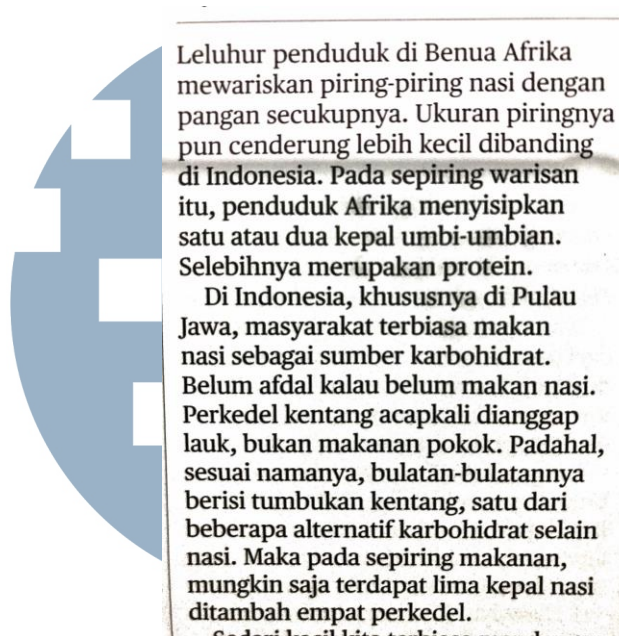 Leluhur penduduk di Benua Afrika
mewariskan piring-piring nasi dengan
pangan secukupnya. Ukuran piringnya
pun cenderung lebih kecil dibanding
di Indonesia. Pada sepiring warisan
itu, penduduk Afrika menyisipkan
satu atau dua kepal umbi-umbian.
Selebihnya merupakan protein.
Di Indonesia, khususnya di Pulau
Jawa, masyarakat terbiasa makan
nasi sebagai sumber karbohidrat.
Belum afdal kalau belum makan nasi.
Perkedel kentang acapkali dianggap
lauk, bukan makanan pokok. Padahal,
sesuai namanya, bulatan-bulatannya
berisi tumbukan kentang, satu dari
beberapa alternatif karbohidrat selain
nasi. Maka pada sepiring makanan,
mungkin saja terdapat lima kepal nasi
ditambah empat perkedel.
Sedari kecil kita terbiasa